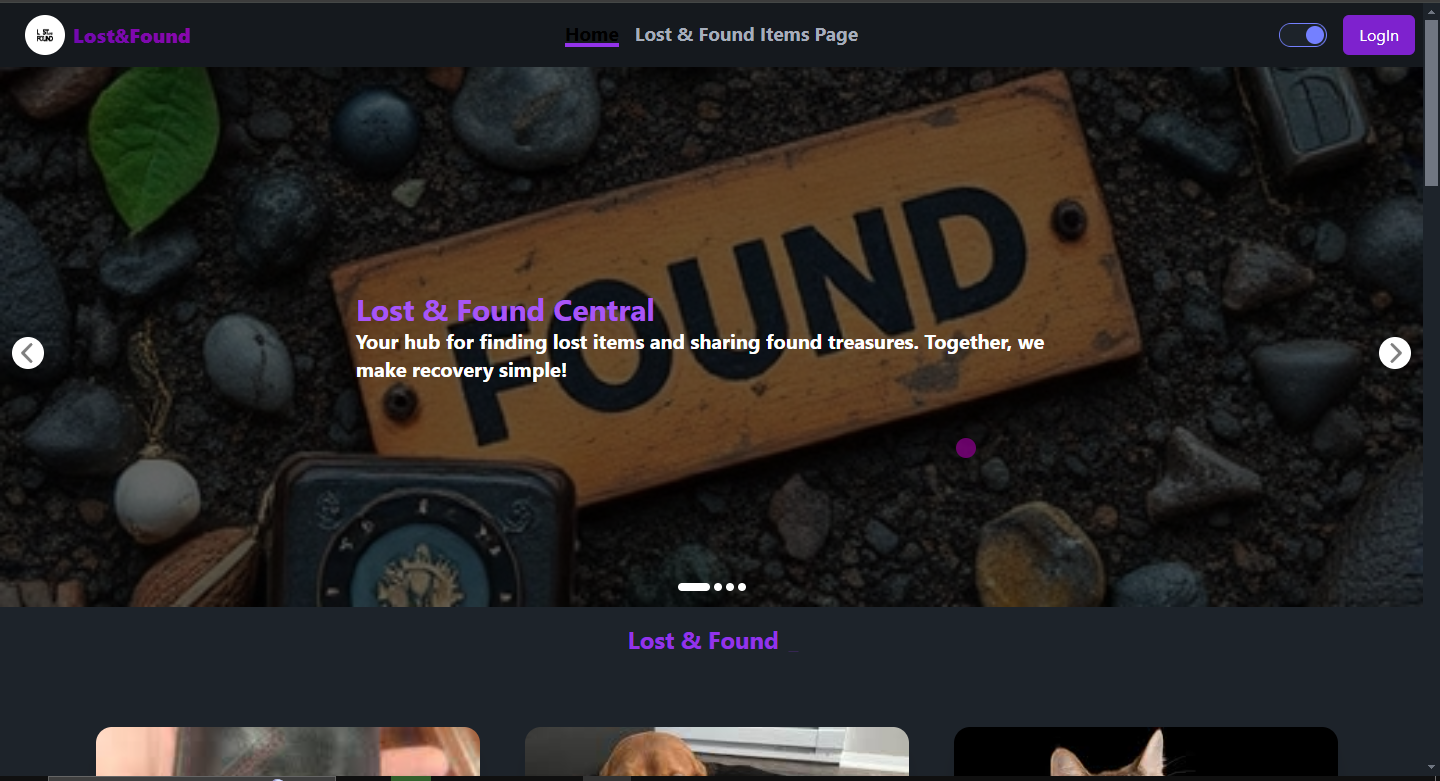 LOST
FOUND
Lost&Found
Home
Lost & Found Items Page
LogIn
FOUND
Lost & Found Central
Your hub for finding lost items and sharing found treasures. Together, we
make recovery simple!
Lost & Found _